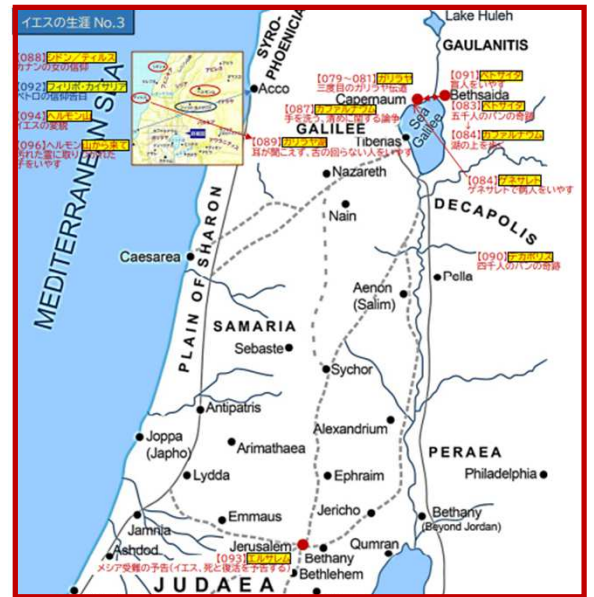 イエスの生涯 No.3
Lake Huleh
SYRO-PHOENICIA
GAULANITIS
【088】シドン／ティルス
カナンの女の信仰
【092】フィリポ・カイサリア
ペトロの信仰告白
【094】ヘルモン山
イエスの変貌
【096】ヘルモン山から来て
汚れた霊に取りつかれた
子をいやす
Acco
【079～081】ガリラヤ
三度目のガリラヤ伝道
Capernaum
【087】カファルナウム
手を洗う、清めに関する論争
GALILEE
【089】ガリラヤ湖
耳が聞こえず、舌の回らない人をいやす
Tibenas
Sea
Galilee
【091】ベトサイダ
盲人をいやす
Bethsaida
【083】ベトサイダ
五千人のパンの奇跡
↓
【084】カファルナウム
湖の上を歩く
【084】ゲネサレト
ゲネサレトで病人をいやす
MEDITERRANEAN SEA
Nazareth
Nain
DECAPOLIS
【090】デカポリス
四千人のパンの奇跡
Caesarea
PLAIN OF SHARON
Pella
Aenon
(Salim)
SAMARIA
Sebaste
Sychor
Antipatris
Alexandrium
Joppa
(Japho)
Arimathaea
PERAEA
Philadelphia
Lydda
Ephraim
Jericho
Bethany
(Beyond Jordan)
Emmaus
Jamnia
Ashdod
Jerusalem
Qumran
【093】エルサレム
Bethany
メシア受難の予告(イエス、死と復活を予告する)
Bethlehem
JUDAEA